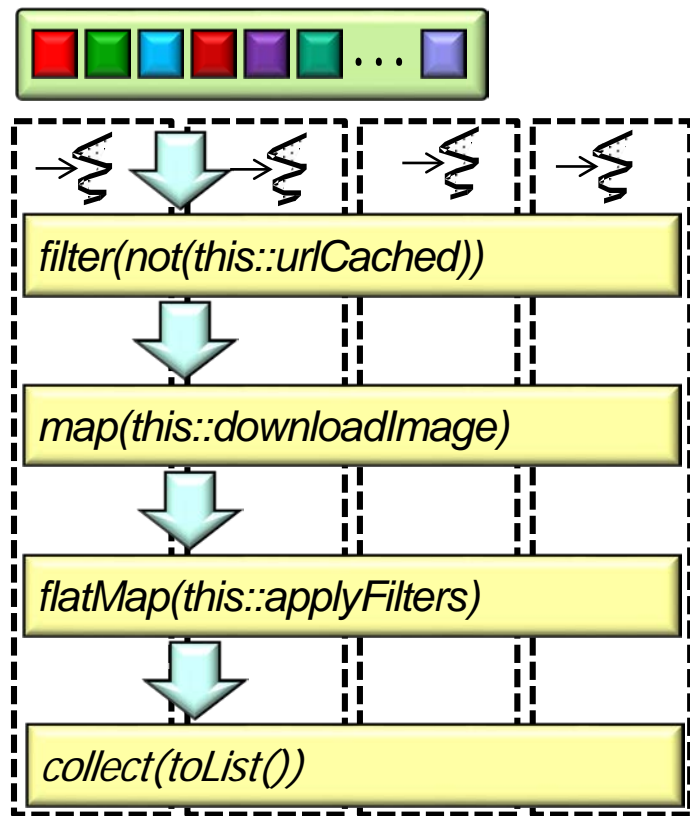 ...
filter(not(this::urlCached))
map(this::downloadImage)
flatMap(this::applyFilters)
collect(toList())